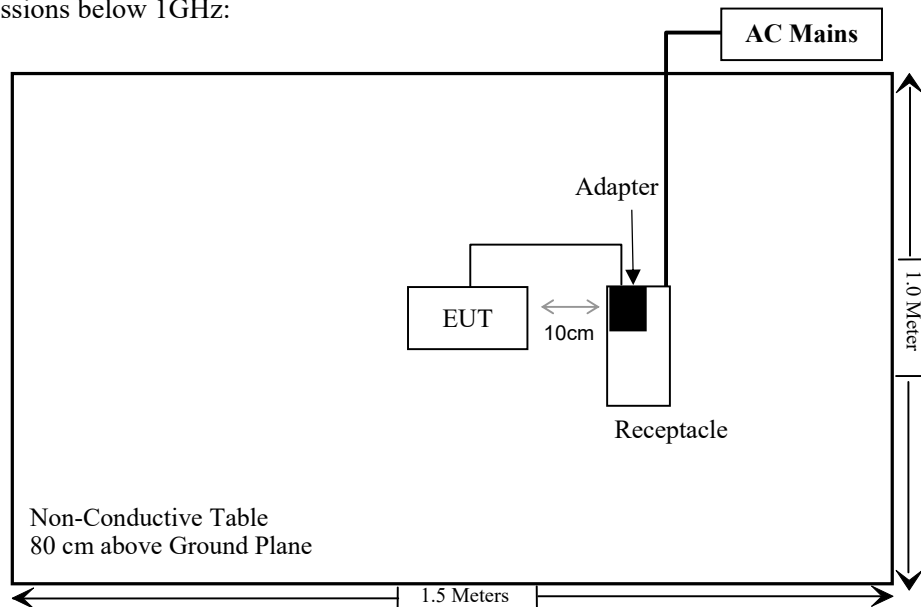 ssions below 1GHz:
AC Mains
Adapter
EUT
10cm
Receptacle
1.0 Meter
Non-Conductive Table
80 cm above Ground Plane
1.5 Meters